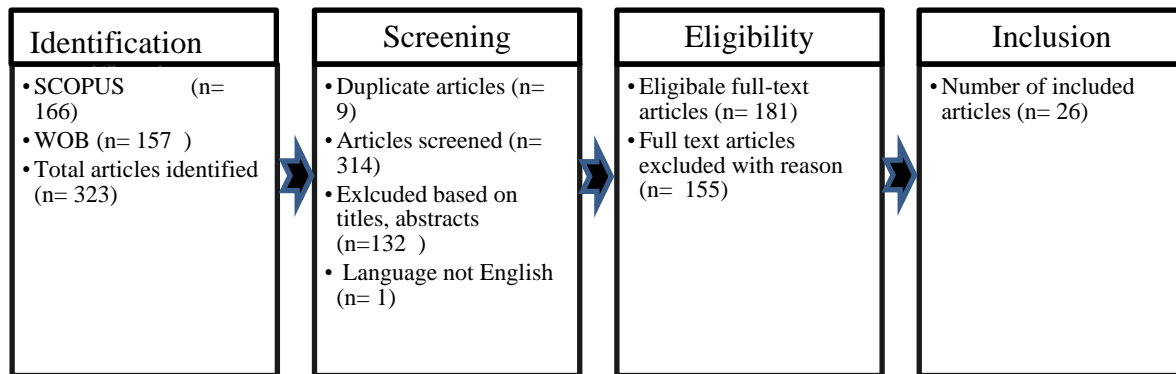 Identification
• SCOPUS (n=
166)
• WOB (n= 157 )
• Total articles identified
(n= 323)
Screening
• Duplicate articles (n=
9)
• Articles screened (n=
314)
• Exlcuded based on
titles, abstracts
(n=132 )
• Language not English
(n= 1)
Eligibility
• Eligibale full-text
articles (n= 181)
• Full text articles
excluded with reason
(n= 155)
Inclusion
• Number of included
articles (n= 26)